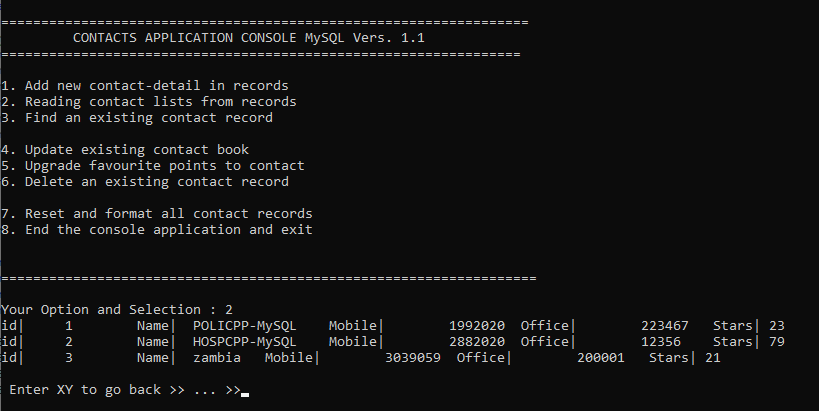 ==================================================================
CONTACTS APPLICATION CONSOLE MySQL Vers. 1.1
=================================================================
1. Add new contact-detail in records
2. Reading contact lists from records
3. Find an existing contact record
4. Update existing contact book
5. Upgrade favourite points to contact
6. Delete an existing contact record
7. Reset and format all contact records
8. End the console application and exit
===================================================================
Your Option and Selection : 2
id| 1 Name| POLICPP-MySQL Mobile| 1992020 Office| 223467 Stars| 23
id| 2 Name| HOSPCPP-MySQL Mobile| 2882020 Office| 12356 Stars| 79
id| 3 Name| zambia Mobile| 3039059 Office| 200001 Stars| 21
Enter XY to go back >> ... >>